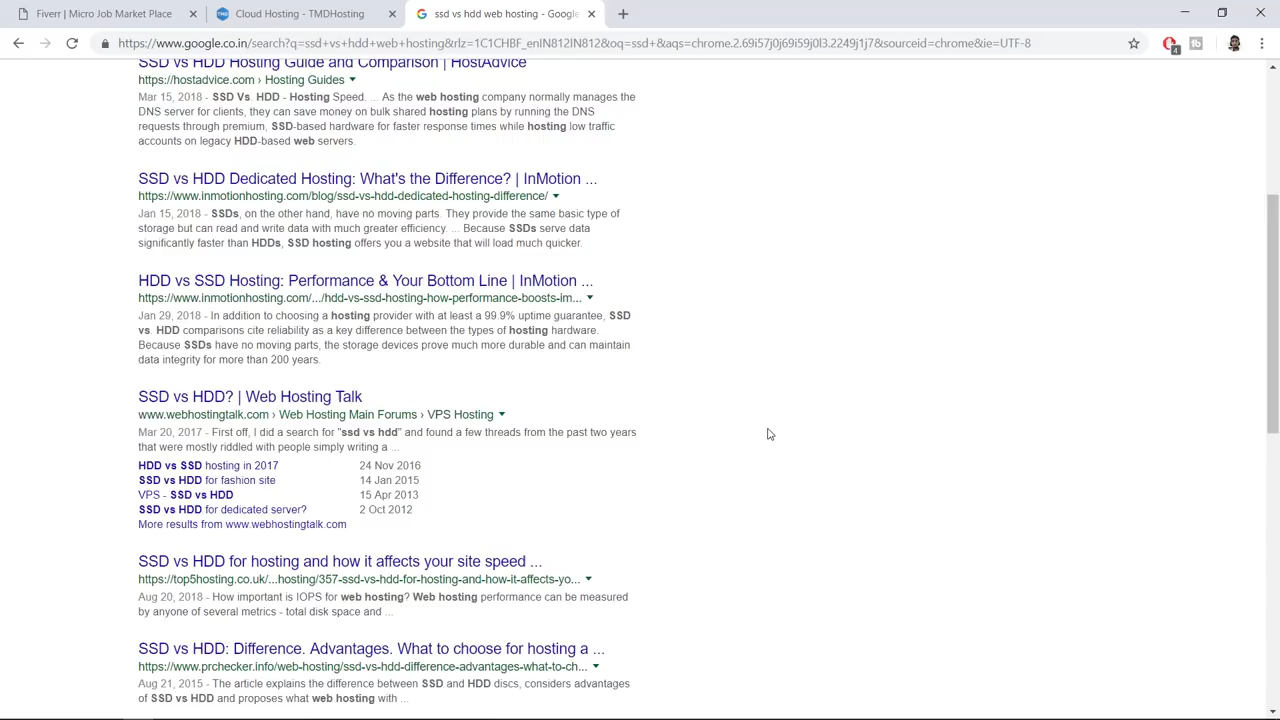 Fiverr | Micro Job Market Place
Cloud Hosting - TMDHosting
ssd vs hdd web hosting - Google
https://www.google.co.in/search?q=ssd+vs+hdd+web+hosting&rlz=1C1CHBF_enIN812IN812&oq=ssd+&aqs=chrome.2.69i57j0j69i59j0l3.2249j1j7&sourceid=chrome&ie=UTF-8
4
SSD vs HDD Hosting Guide and Comparison | HostAdvice
https://hostadvice.com › Hosting Guides
Mar 15, 2018 - SSD Vs. HDD - Hosting Speed. ... As the web hosting company normally manages the
DNS server for clients, they can save money on bulk shared hosting plans by running the DNS
requests through premium, SSD-based hardware for faster response times while hosting low traffic
accounts on legacy HDD-based web servers.
SSD vs HDD Dedicated Hosting: What's the Difference? | InMotion ...
https://www.inmotionhosting.com/blog/ssd-vs-hdd-dedicated-hosting-difference/
Jan 15, 2018 - SSDs, on the other hand, have no moving parts. They provide the same basic type of
storage but can read and write data with much greater efficiency. ... Because SSDs serve data
significantly faster than HDDs, SSD hosting offers you a website that will load much quicker.
HDD vs SSD Hosting: Performance & Your Bottom Line | InMotion ...
https://www.inmotionhosting.com/.../hdd-vs-ssd-hosting-how-performance-boosts-im...
Jan 29, 2018 - In addition to choosing a hosting provider with at least a 99.9% uptime guarantee, SSD
vs. HDD comparisons cite reliability as a key difference between the types of hosting hardware.
Because SSDs have no moving parts, the storage devices prove much more durable and can maintain
data integrity for more than 200 years.
SSD vs HDD? | Web Hosting Talk
www.webhostingtalk.com › Web Hosting Main Forums › VPS Hosting
Mar 20, 2017 - First off, I did a search for "ssd vs hdd" and found a few threads from the past two years
that were mostly riddled with people simply writing a ...
HDD vs SSD hosting in 2017 24 Nov 2016
SSD vs HDD for fashion site 14 Jan 2015
VPS - SSD vs HDD 15 Apr 2013
SSD vs HDD for dedicated server? 2 Oct 2012
More results from www.webhostingtalk.com
SSD vs HDD for hosting and how it affects your site speed ...
https://top5hosting.co.uk/...hosting/357-ssd-vs-hdd-for-hosting-and-how-it-affects-yo...
Aug 20, 2018 - How important is IOPS for web hosting? Web hosting performance can be measured
by anyone of several metrics - total disk space and ...
SSD vs HDD: Difference. Advantages. What to choose for hosting a ...
https://www.prchecker.info/web-hosting/ssd-vs-hdd-difference-advantages-what-to-ch...
Aug 21, 2015 - The article explains the difference between SSD and HDD discs, considers advantages
of SSD vs HDD and proposes what web hosting with ...